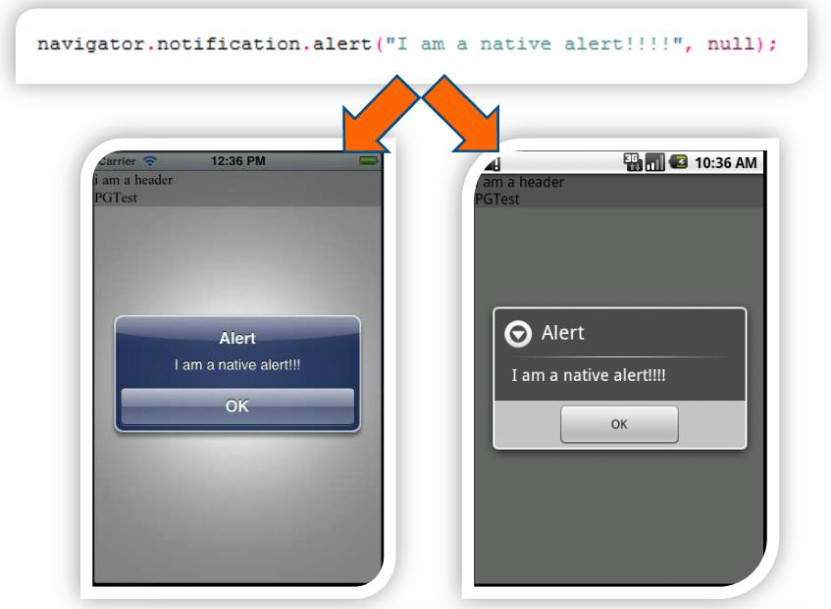 navigator.notification.alert("I am a native alert!!!!", null);
Carrier 12:36 PM
i am a header
PGTest
Alert
I am a native alert!!!
OK
3G 10:36 AM
i am a header
PGTest
Alert
I am a native alert!!!!
OK